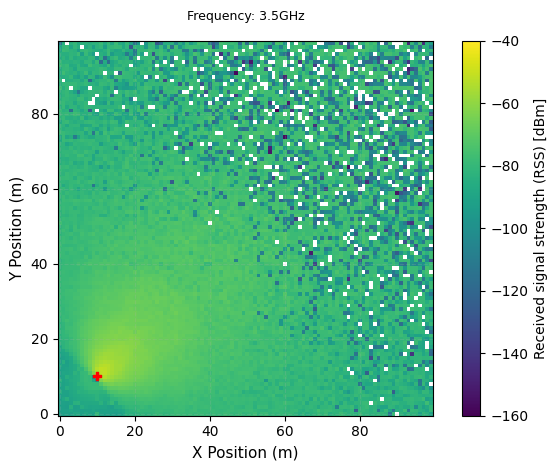 Frequency: 3.5GHz
Y Position (m)
80
60
40
20
0
0 20 40 60 80
X Position (m)
−40
−60
−80
−100
−120
−140
−160
Received signal strength (RSS) [dBm]